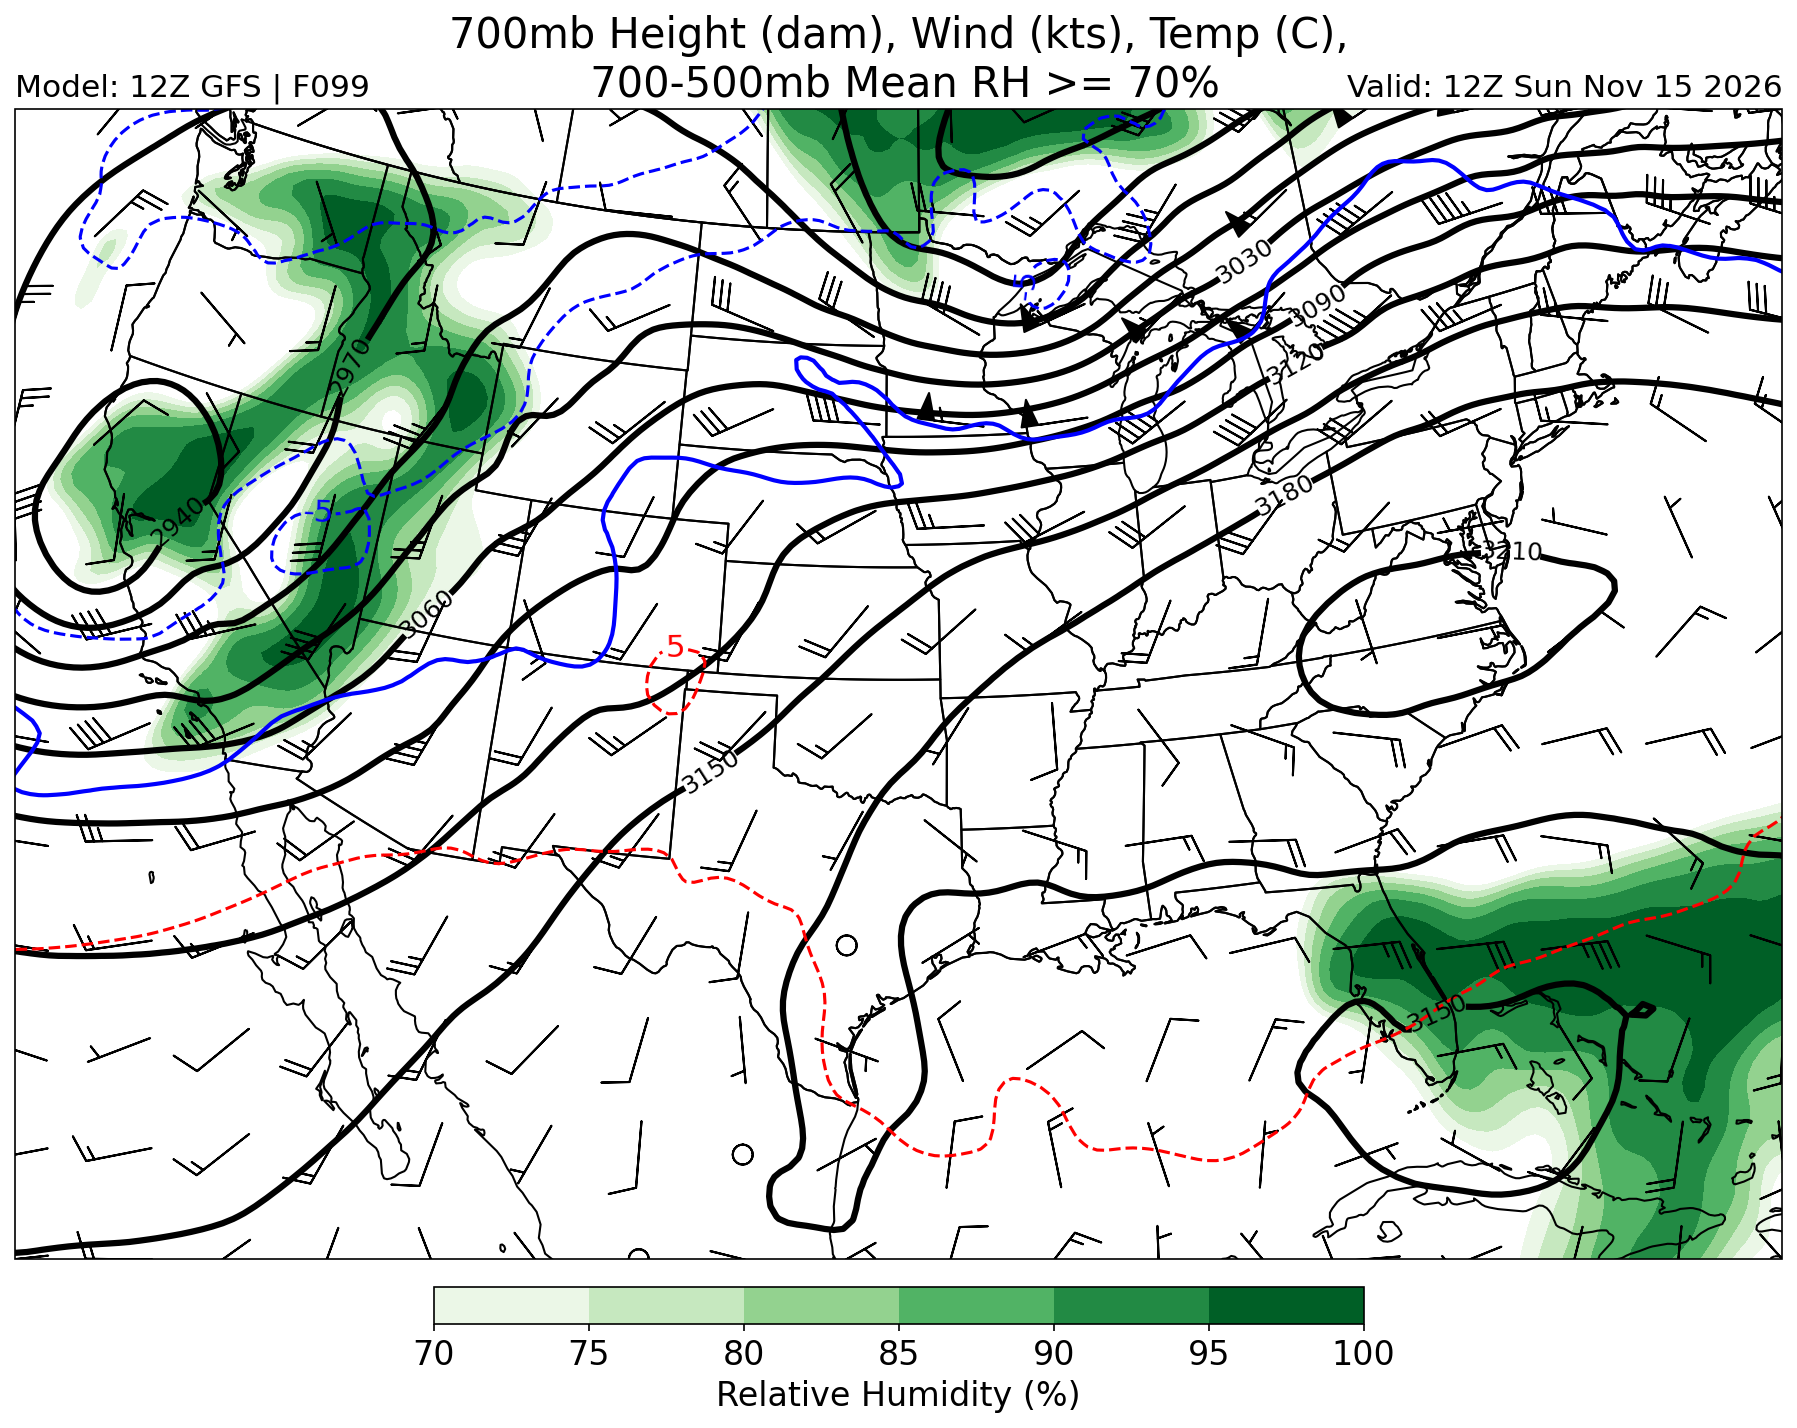 700mb Height (dam), Wind (kts), Temp (C),
700-500mb Mean RH >= 70%
Model: 12Z GFS | F099
Valid: 12Z Sun Nov 15 2026
3030
-5
3090
3120
2970
3180
2940
-5
3210
3060
5
3150
3150
70 75 80 85 90 95 100
Relative Humidity (%)